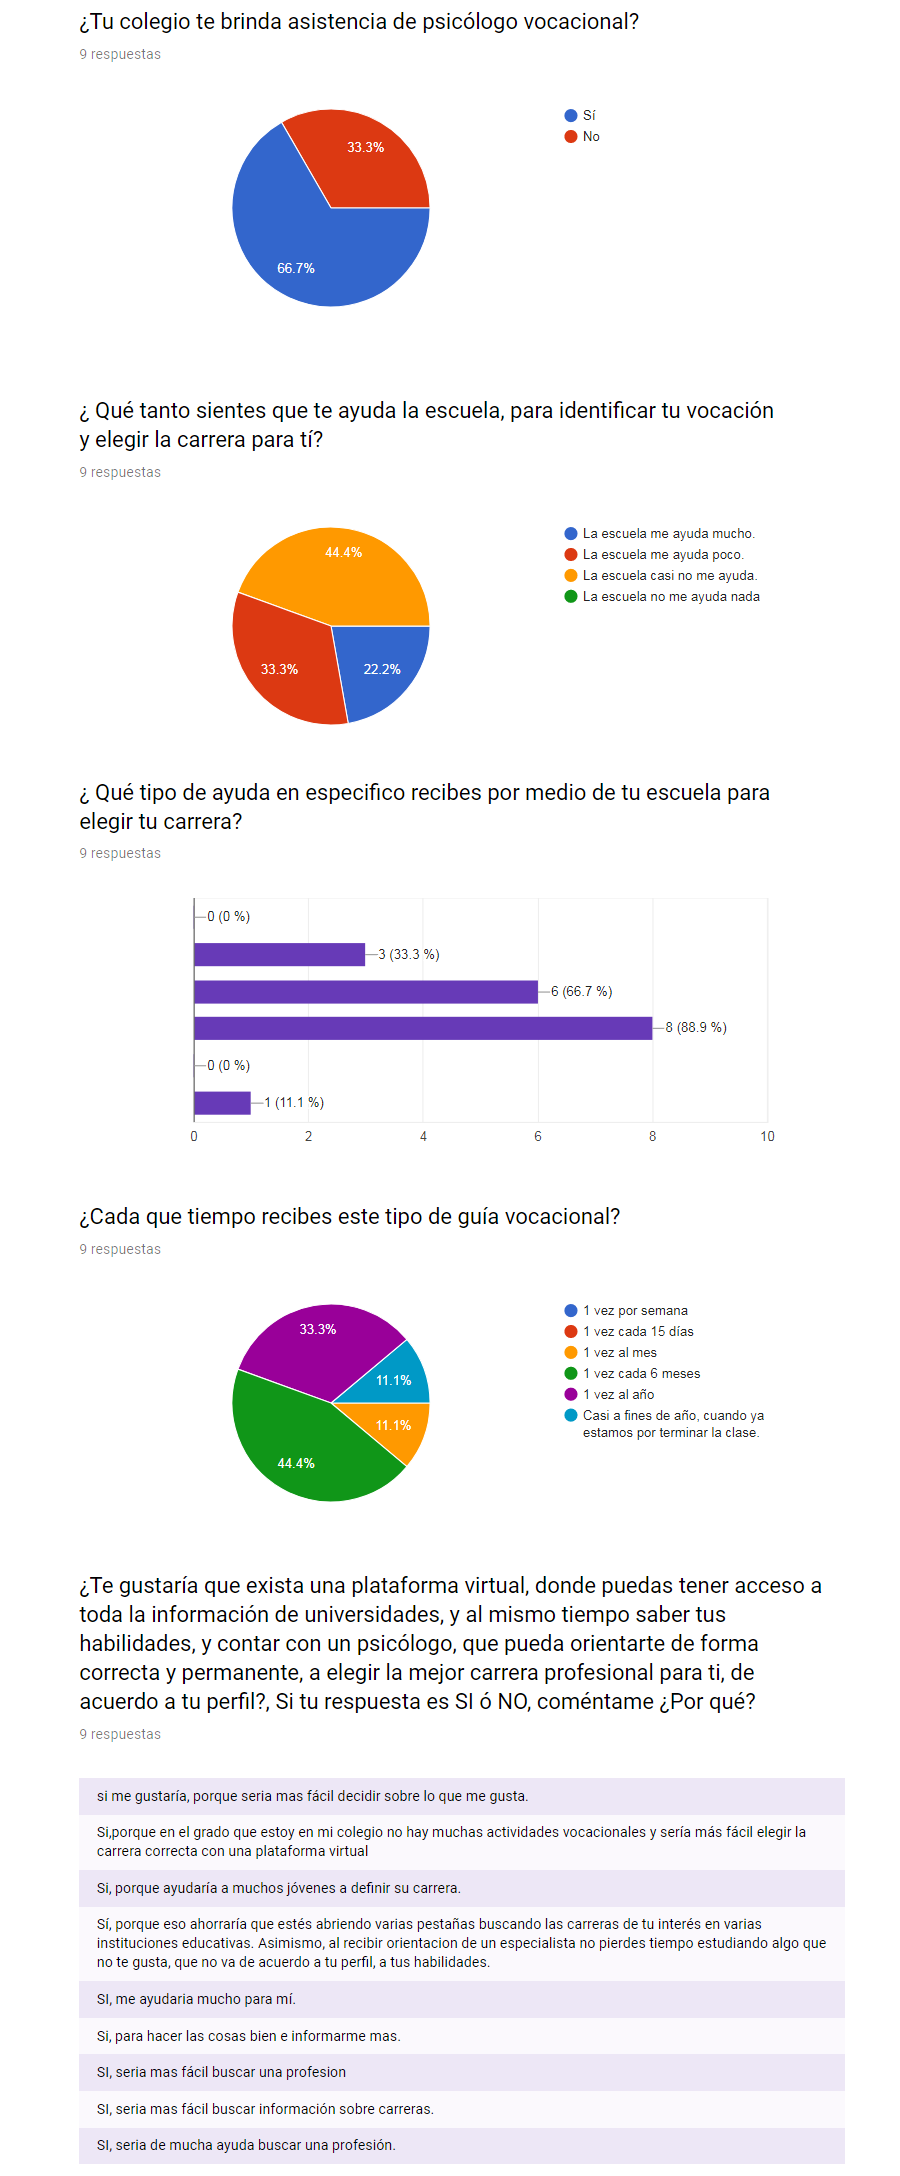 ¿Tu colegio te brinda asistencia de psicólogo vocacional?
9 respuestas
Sí
No
33.3%
66.7%
¿ Qué tanto sientes que te ayuda la escuela, para identificar tu vocación
y elegir la carrera para tí?
9 respuestas
La escuela me ayuda mucho.
La escuela me ayuda poco.
La escuela casi no me ayuda.
La escuela no me ayuda nada
44.4%
33.3%
22.2%
¿ Qué tipo de ayuda en especifico recibes por medio de tu escuela para
elegir tu carrera?
9 respuestas
0 (0 %)
3 (33.3 %)
6 (66.7 %)
8 (88.9 %)
0 (0 %)
1 (11.1 %)
0 2 4 6 8 10
¿Cada que tiempo recibes este tipo de guía vocacional?
9 respuestas
1 vez por semana
1 vez cada 15 días
1 vez al mes
1 vez cada 6 meses
1 vez al año
Casi a fines de año, cuando ya
estamos por terminar la clase.
33.3%
11.1%
11.1%
44.4%
¿Te gustaría que exista una plataforma virtual, donde puedas tener acceso a
toda la información de universidades, y al mismo tiempo saber tus
habilidades, y contar con un psicólogo, que pueda orientarte de forma
correcta y permanente, a elegir la mejor carrera profesional para ti, de
acuerdo a tu perfil?, Si tu respuesta es SI ó NO, coméntame ¿Por qué?
9 respuestas
si me gustaría, porque seria mas fácil decidir sobre lo que me gusta.
Si,porque en el grado que estoy en mi colegio no hay muchas actividades vocacionales y sería más fácil elegir la
carrera correcta con una plataforma virtual
Si, porque ayudaría a muchos jóvenes a definir su carrera.
Sí, porque eso ahorraría que estés abriendo varias pestañas buscando las carreras de tu interés en varias
instituciones educativas. Asimismo, al recibir orientacion de un especialista no pierdes tiempo estudiando algo que
no te gusta, que no va de acuerdo a tu perfil, a tus habilidades.
SI, me ayudaria mucho para mí.
Si, para hacer las cosas bien e informarme mas.
SI, seria mas fácil buscar una profesion
SI, seria mas fácil buscar información sobre carreras.
SI, seria de mucha ayuda buscar una profesión.